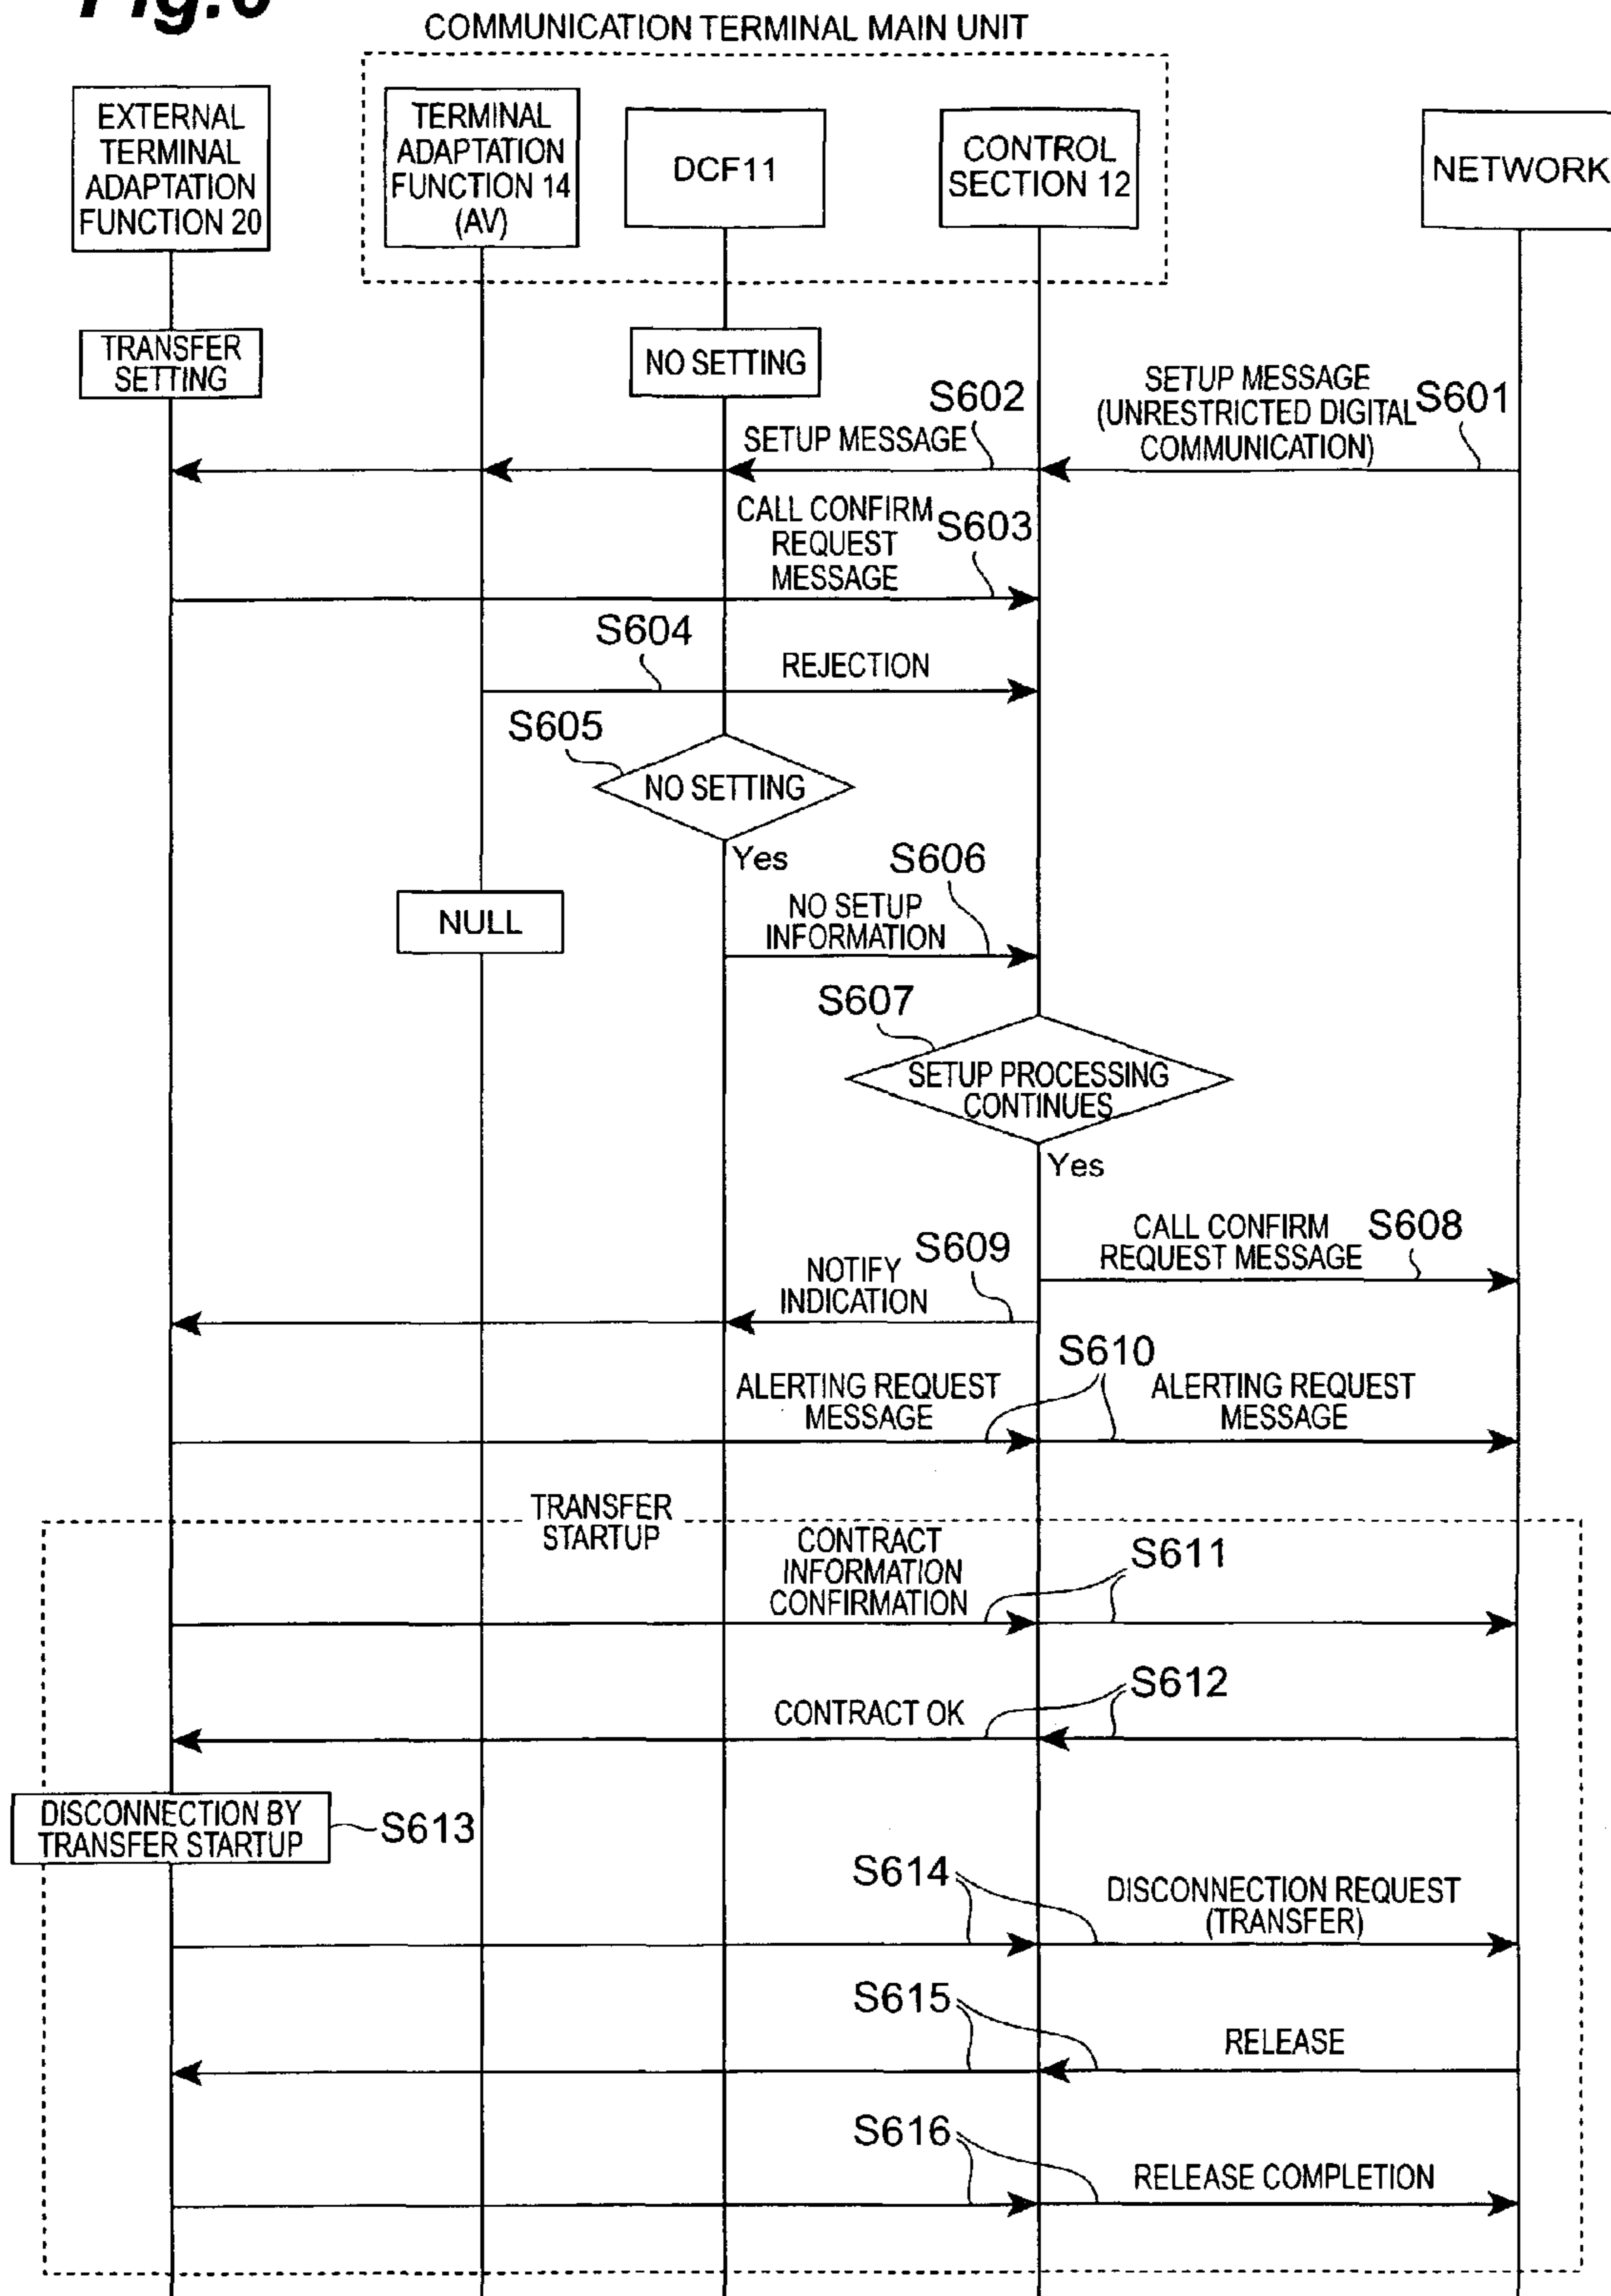 Fig.6
COMMUNICATION TERMINAL MAIN UNIT
EXTERNAL
TERMINAL
ADAPTATION
FUNCTION 20
TERMINAL
ADAPTATION
FUNCTION 14
(AV)
DCF11
CONTROL
SECTION 12
NETWORK
TRANSFER
SETTING
NO SETTING
S602
SETUP MESSAGE
SETUP MESSAGE
(UNRESTRICTED DIGITAL
COMMUNICATION)
S601
CALL CONFIRM
REQUEST
MESSAGE
S603
S604
REJECTION
S605
NO SETTING
Yes
NULL
S606
NO SETUP
INFORMATION
S607
SETUP PROCESSING
CONTINUES
Yes
CALL CONFIRM
REQUEST MESSAGE
S608
NOTIFY
INDICATION
S609
S610
ALERTING REQUEST
MESSAGE
ALERTING REQUEST
MESSAGE
TRANSFER
STARTUP
CONTRACT
INFORMATION
CONFIRMATION
S611
S612
CONTRACT OK
DISCONNECTION BY
TRANSFER STARTUP
S613
S614
DISCONNECTION REQUEST
(TRANSFER)
S615
RELEASE
S616
RELEASE COMPLETION